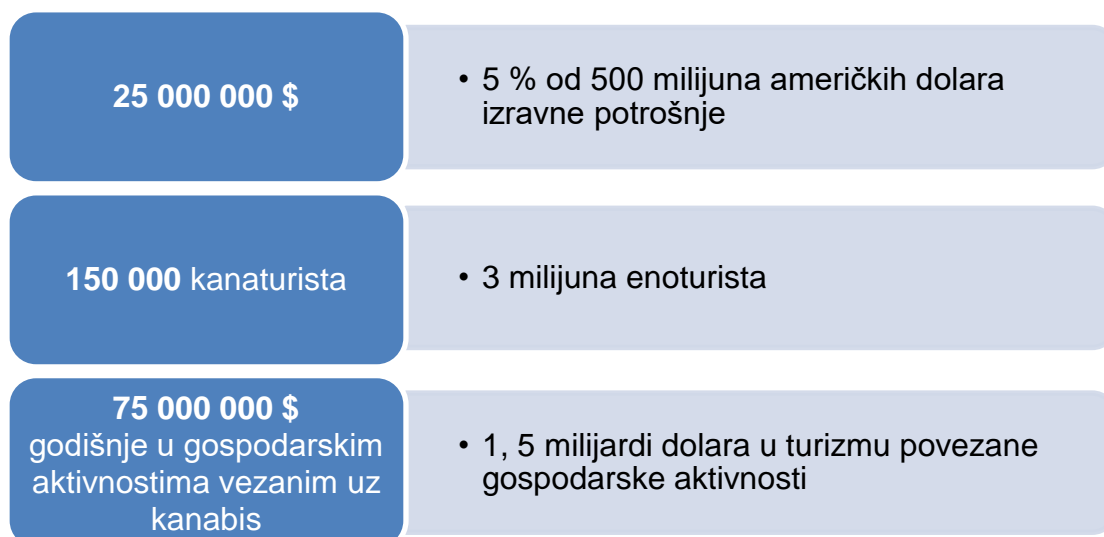 25 000 000 $
• 5 % od 500 milijuna američkih dolara
izravne potrošnje
150 000 kanaturista
• 3 milijuna enoturista
75 000 000 $
godišnje u gospodarskim
aktivnostima vezanim uz
kanabis
• 1, 5 milijardi dolara u turizmu povezane
gospodarske aktivnosti